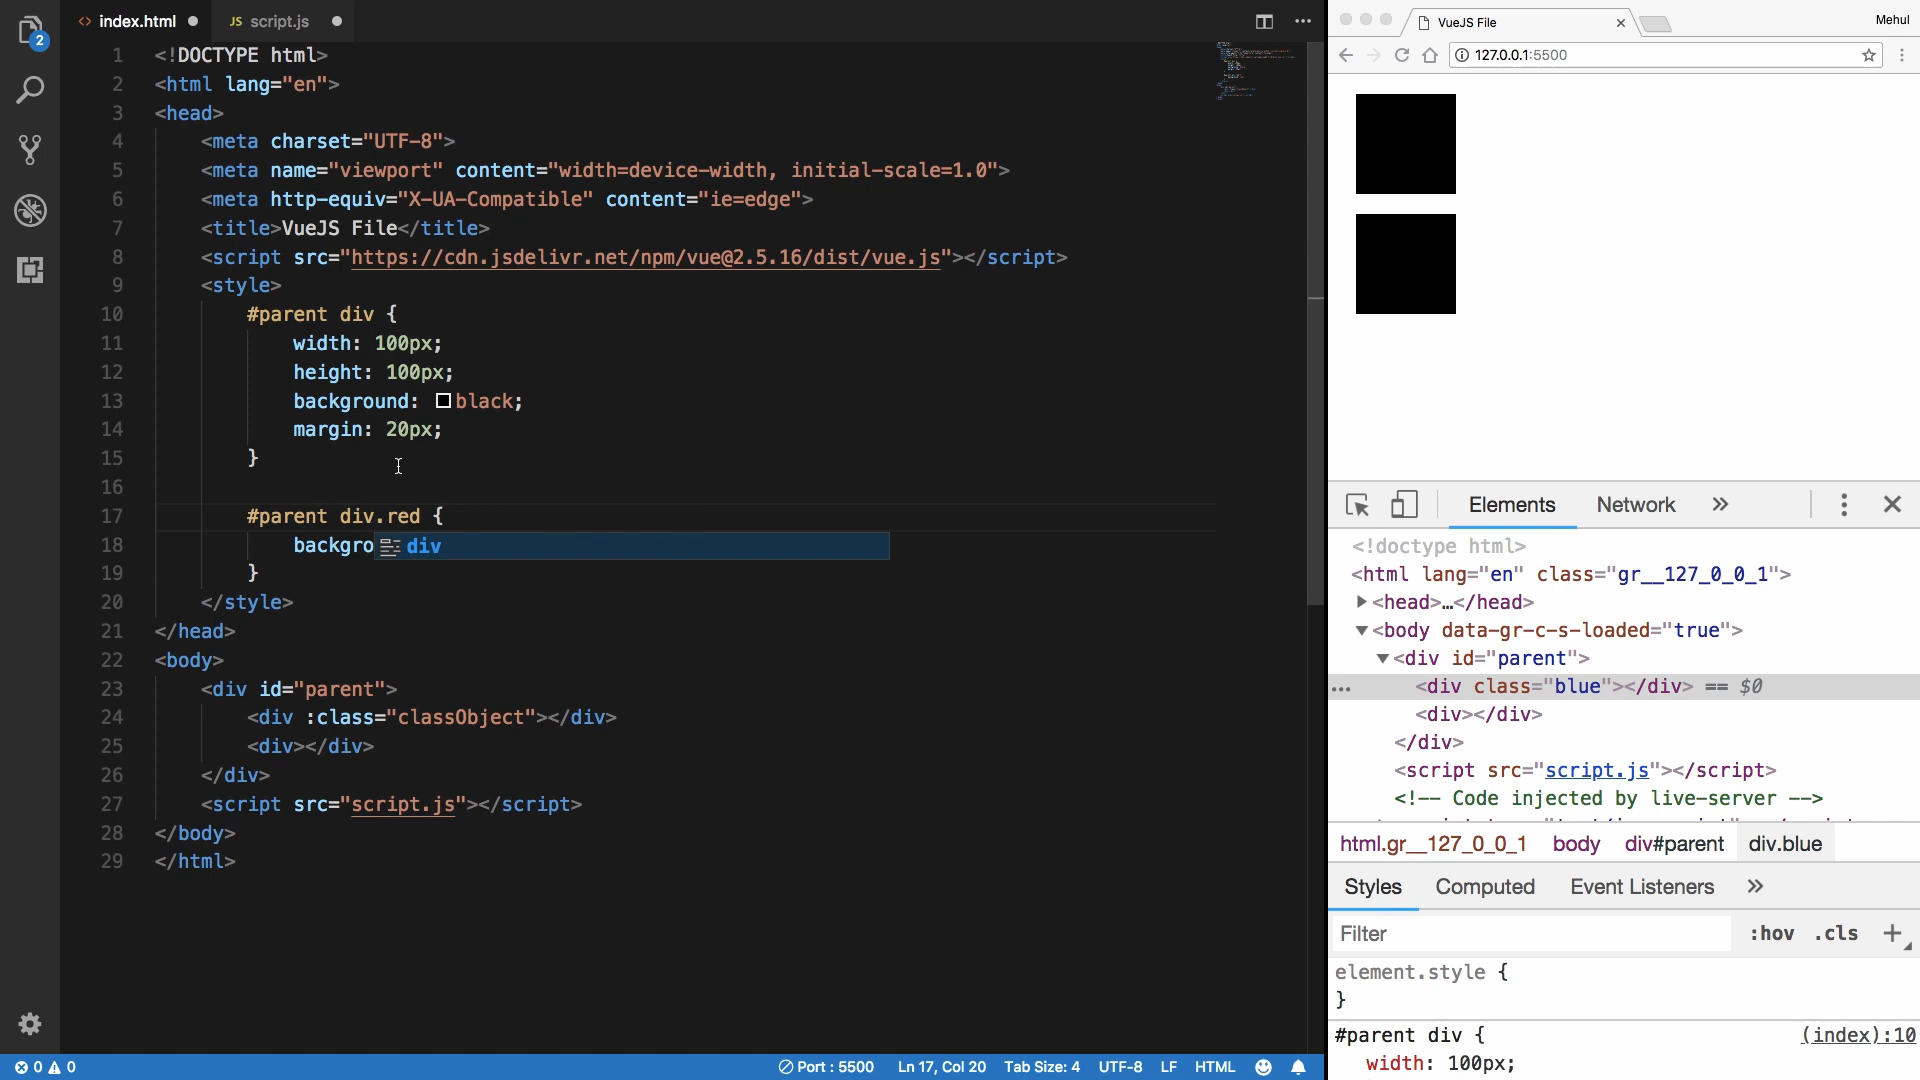 2
<> index.html
JS script.js
1 <!DOCTYPE html>
2 <html lang="en">
3 <head>
4 <meta charset="UTF-8">
5 <meta name="viewport" content="width=device-width, initial-scale=1.0">
6 <meta http-equiv="X-UA-Compatible" content="ie=edge">
7 <title>VueJS File</title>
8 <script src="https://cdn.jsdelivr.net/npm/vue@2.5.16/dist/vue.js"></script>
9 <style>
10 #parent div {
11 width: 100px;
12 height: 100px;
13 background: black;
14 margin: 20px;
15 }
16
17 #parent div.red {
18 backgro
div
19 }
20 </style>
21 </head>
22 <body>
23 <div id="parent">
24 <div :class="classObject"></div>
25 <div></div>
26 </div>
27 <script src="script.js"></script>
28 </body>
29 </html>
0 0
Port : 5500
Ln 17, Col 20
Tab Size: 4
UTF-8
LF
HTML
VueJS File
Mehul
127.0.0.1:5500
Elements
Network
<!doctype html>
<html lang="en" class="gr__127_0_0_1">
<head>…</head>
<body data-gr-c-s-loaded="true">
<div id="parent">
<div class="blue"></div> == $0
<div></div>
</div>
<script src="script.js"></script>
<!-- Code injected by live-server -->
html.gr__127_0_0_1 body div#parent div.blue
Styles Computed Event Listeners
Filter
:hov .cls
element.style {
}
#parent div {
(index):10
width: 100px;